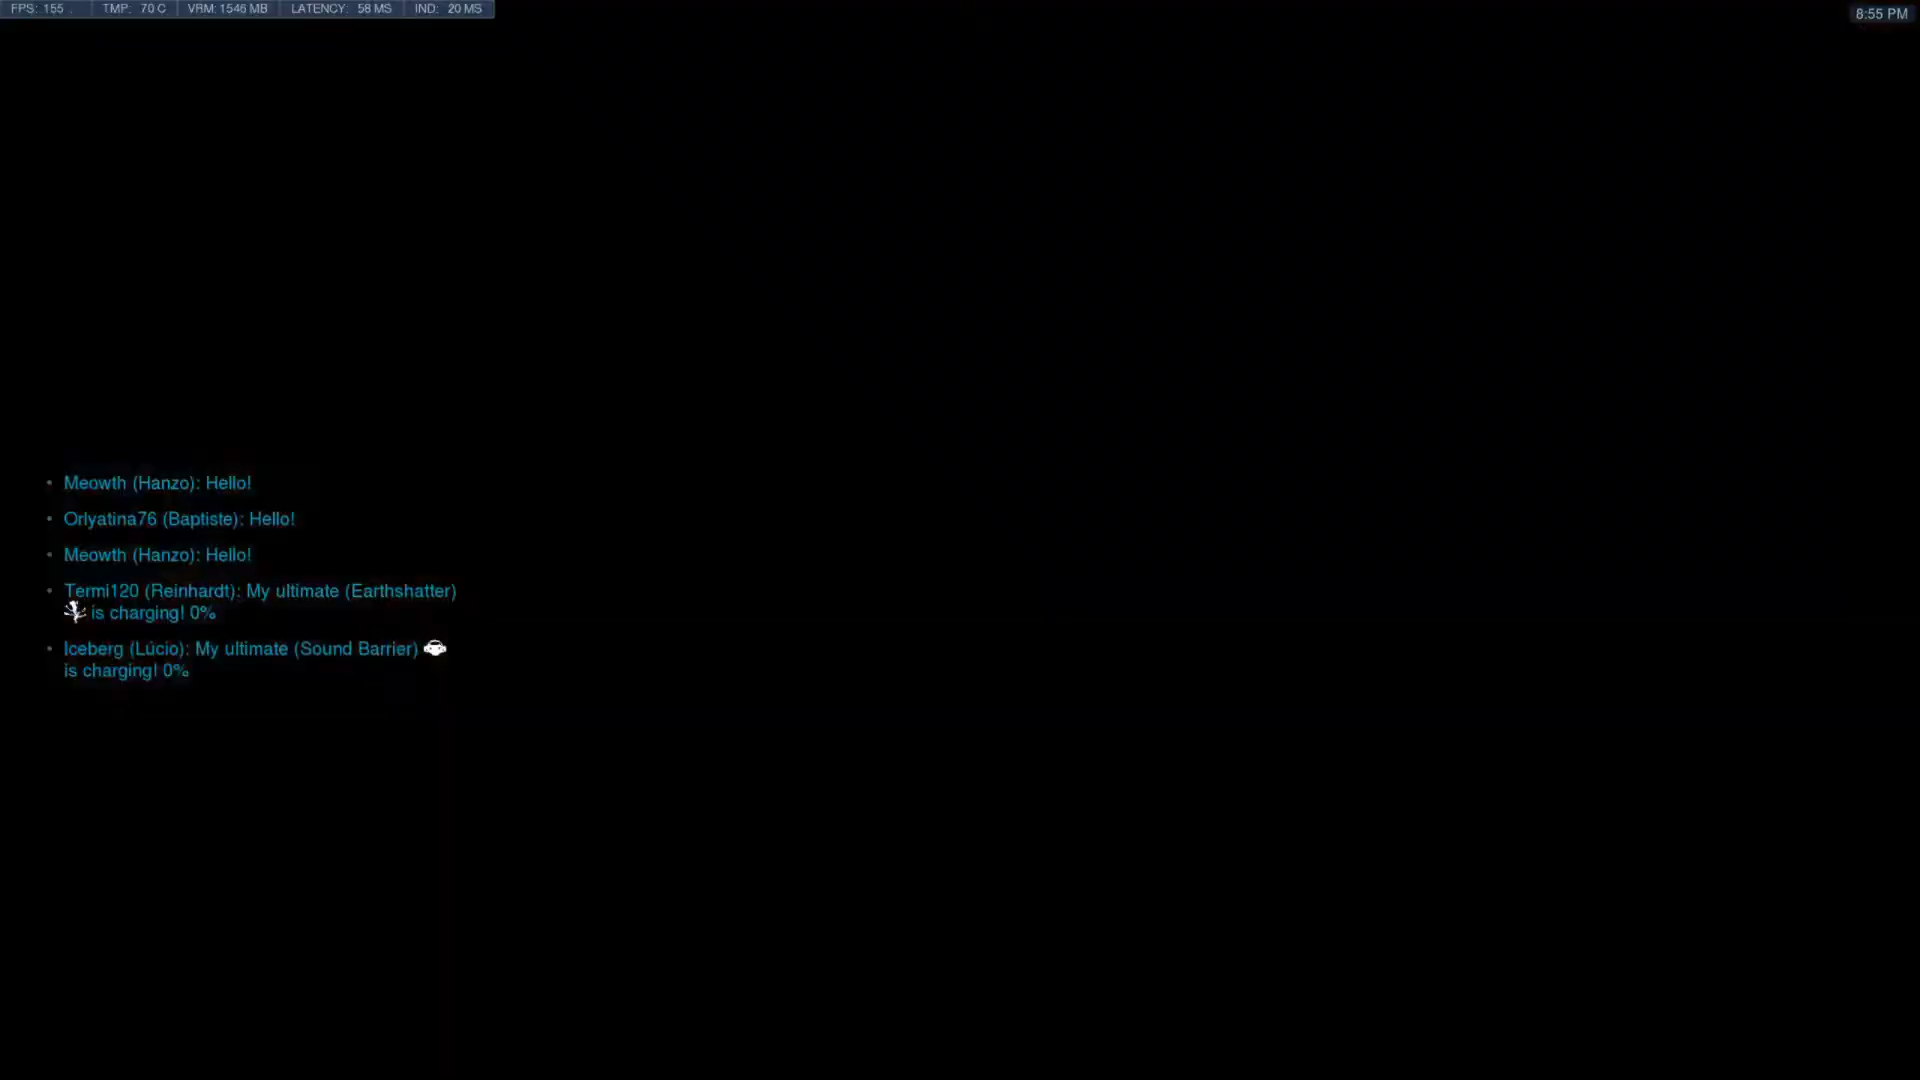 FPS: 155 TMP: 70 C VRM: 1546 MB LATENCY: 58 MS IND: 20 MS
8:55 PM
Meowth (Hanzo): Hello!
Orlyatina76 (Baptiste): Hello!
Meowth (Hanzo): Hello!
Termi120 (Reinhardt): My ultimate (Earthshatter)
is charging! 0%
Iceberg (Lúcio): My ultimate (Sound Barrier)
is charging! 0%